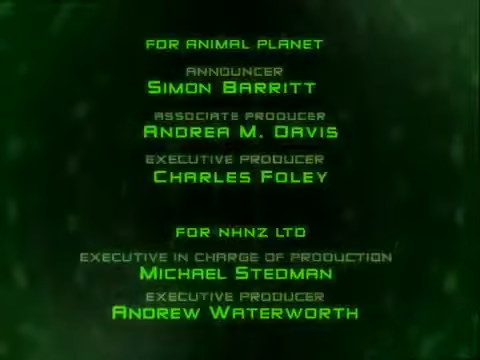 FOR ANIMAL PLANET
ANNOUNCER
SIMON BARRITT
ASSOCIATE PRODUCER
ANDREA M. DAVIS
EXECUTIVE PRODUCER
CHARLES FOLEY
FOR NHNZ LTD
EXECUTIVE IN CHARGE OF PRODUCTION
MICHAEL STEDMAN
EXECUTIVE PRODUCER
ANDREW WATERWORTH